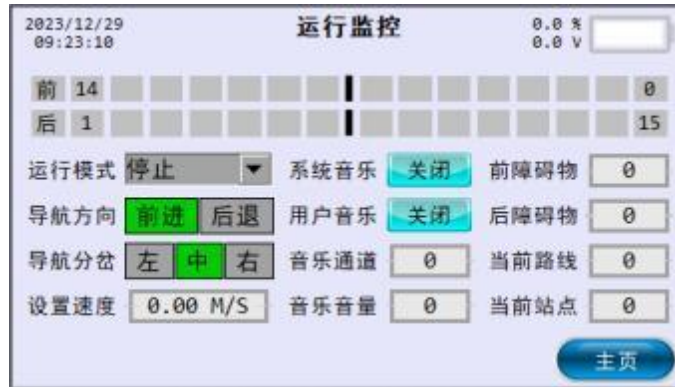 2023/12/29 运行监控 0.0 %
09:23:10 0.0 V
前 14 0
后 1 15
运行模式 停止 系统音乐 关闭 前障碍物 0
导航方向 前进 后退 用户音乐 关闭 后障碍物 0
导航分岔 左 中 右 音乐通道 0 当前路线 0
设置速度 0.00 M/S 音乐音量 0 当前站点 0
主页